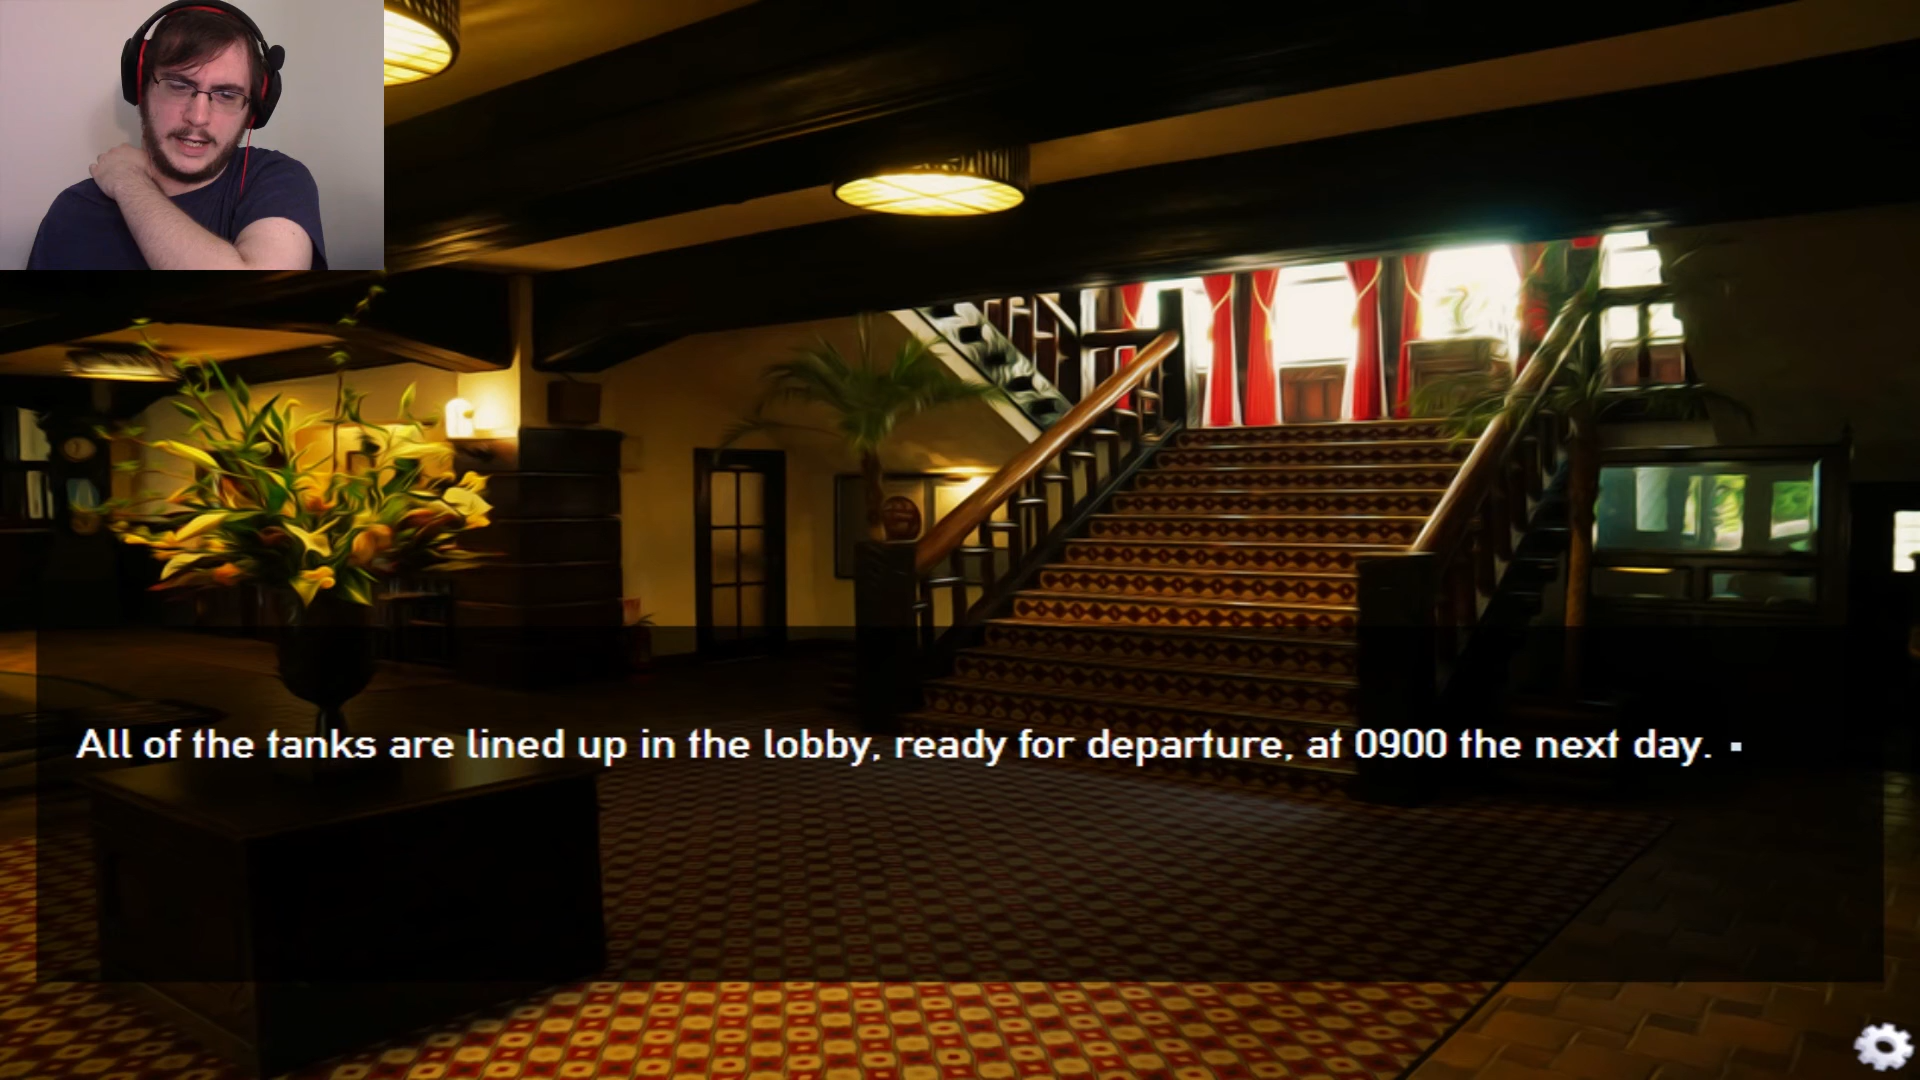 All of the tanks are lined up in the lobby, ready for departure, at 0900 the next day.